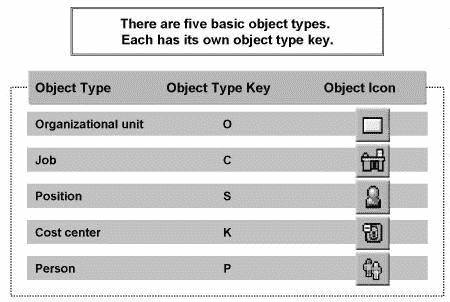 There are five basic object types.
Each has its own object type key.
Object Type Object Type Key Object Icon
Organizational unit O
Job C
Position S
Cost center K
Person P